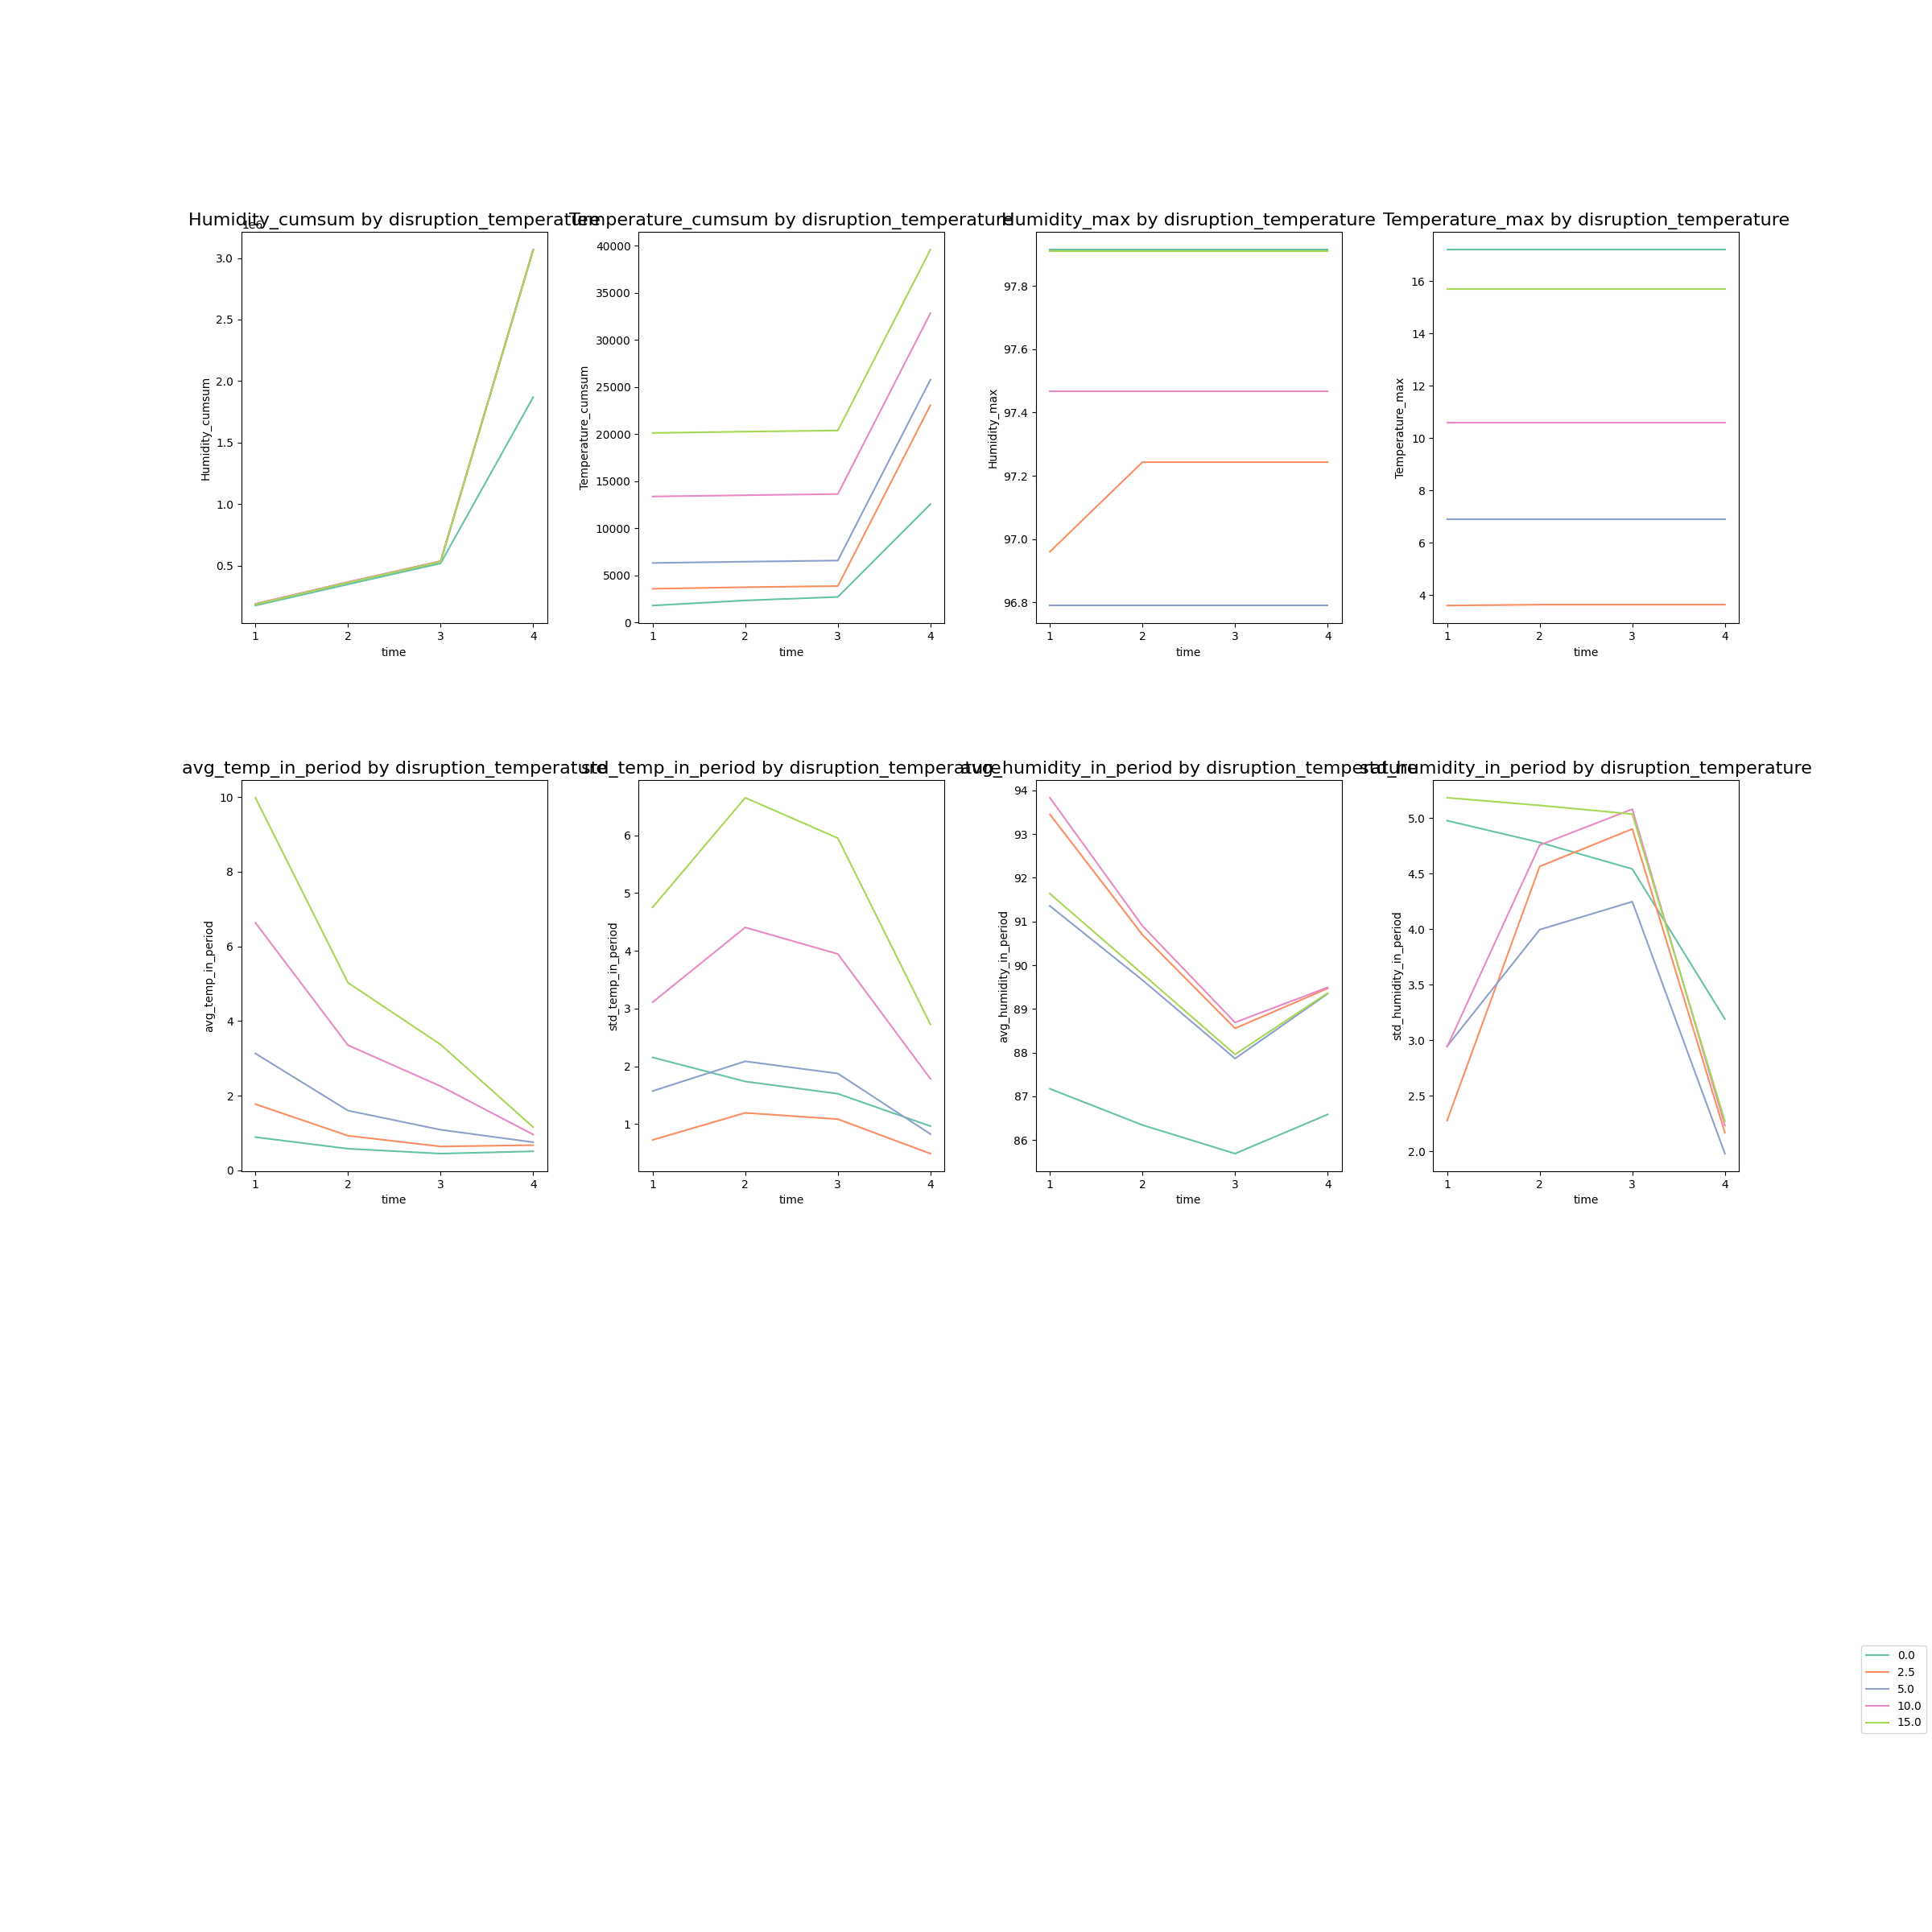 Humidity_cumsum by disruption_temperature
Temperature_cumsum by disruption_temperature
Humidity_max by disruption_temperature
Temperature_max by disruption_temperature
3.0
2.5
2.0
1.5
1.0
0.5
Humidity_cumsum
1 2 3 4
time
40000
35000
30000
25000
20000
15000
10000
5000
0
Temperature_cumsum
1 2 3 4
time
97.8
97.6
97.4
97.2
97.0
96.8
Humidity_max
1 2 3 4
time
16
14
12
10
8
6
4
Temperature_max
1 2 3 4
time
avg_temp_in_period by disruption_temperature
std_temp_in_period by disruption_temperature
avg_humidity_in_period by disruption_temperature
std_humidity_in_period by disruption_temperature
10
8
6
4
2
0
avg_temp_in_period
1 2 3 4
time
6
5
4
3
2
1
std_temp_in_period
1 2 3 4
time
94
93
92
91
90
89
88
87
86
avg_humidity_in_period
1 2 3 4
time
5.0
4.5
4.0
3.5
3.0
2.5
2.0
std_humidity_in_period
1 2 3 4
time
0.0
2.5
5.0
10.0
15.0